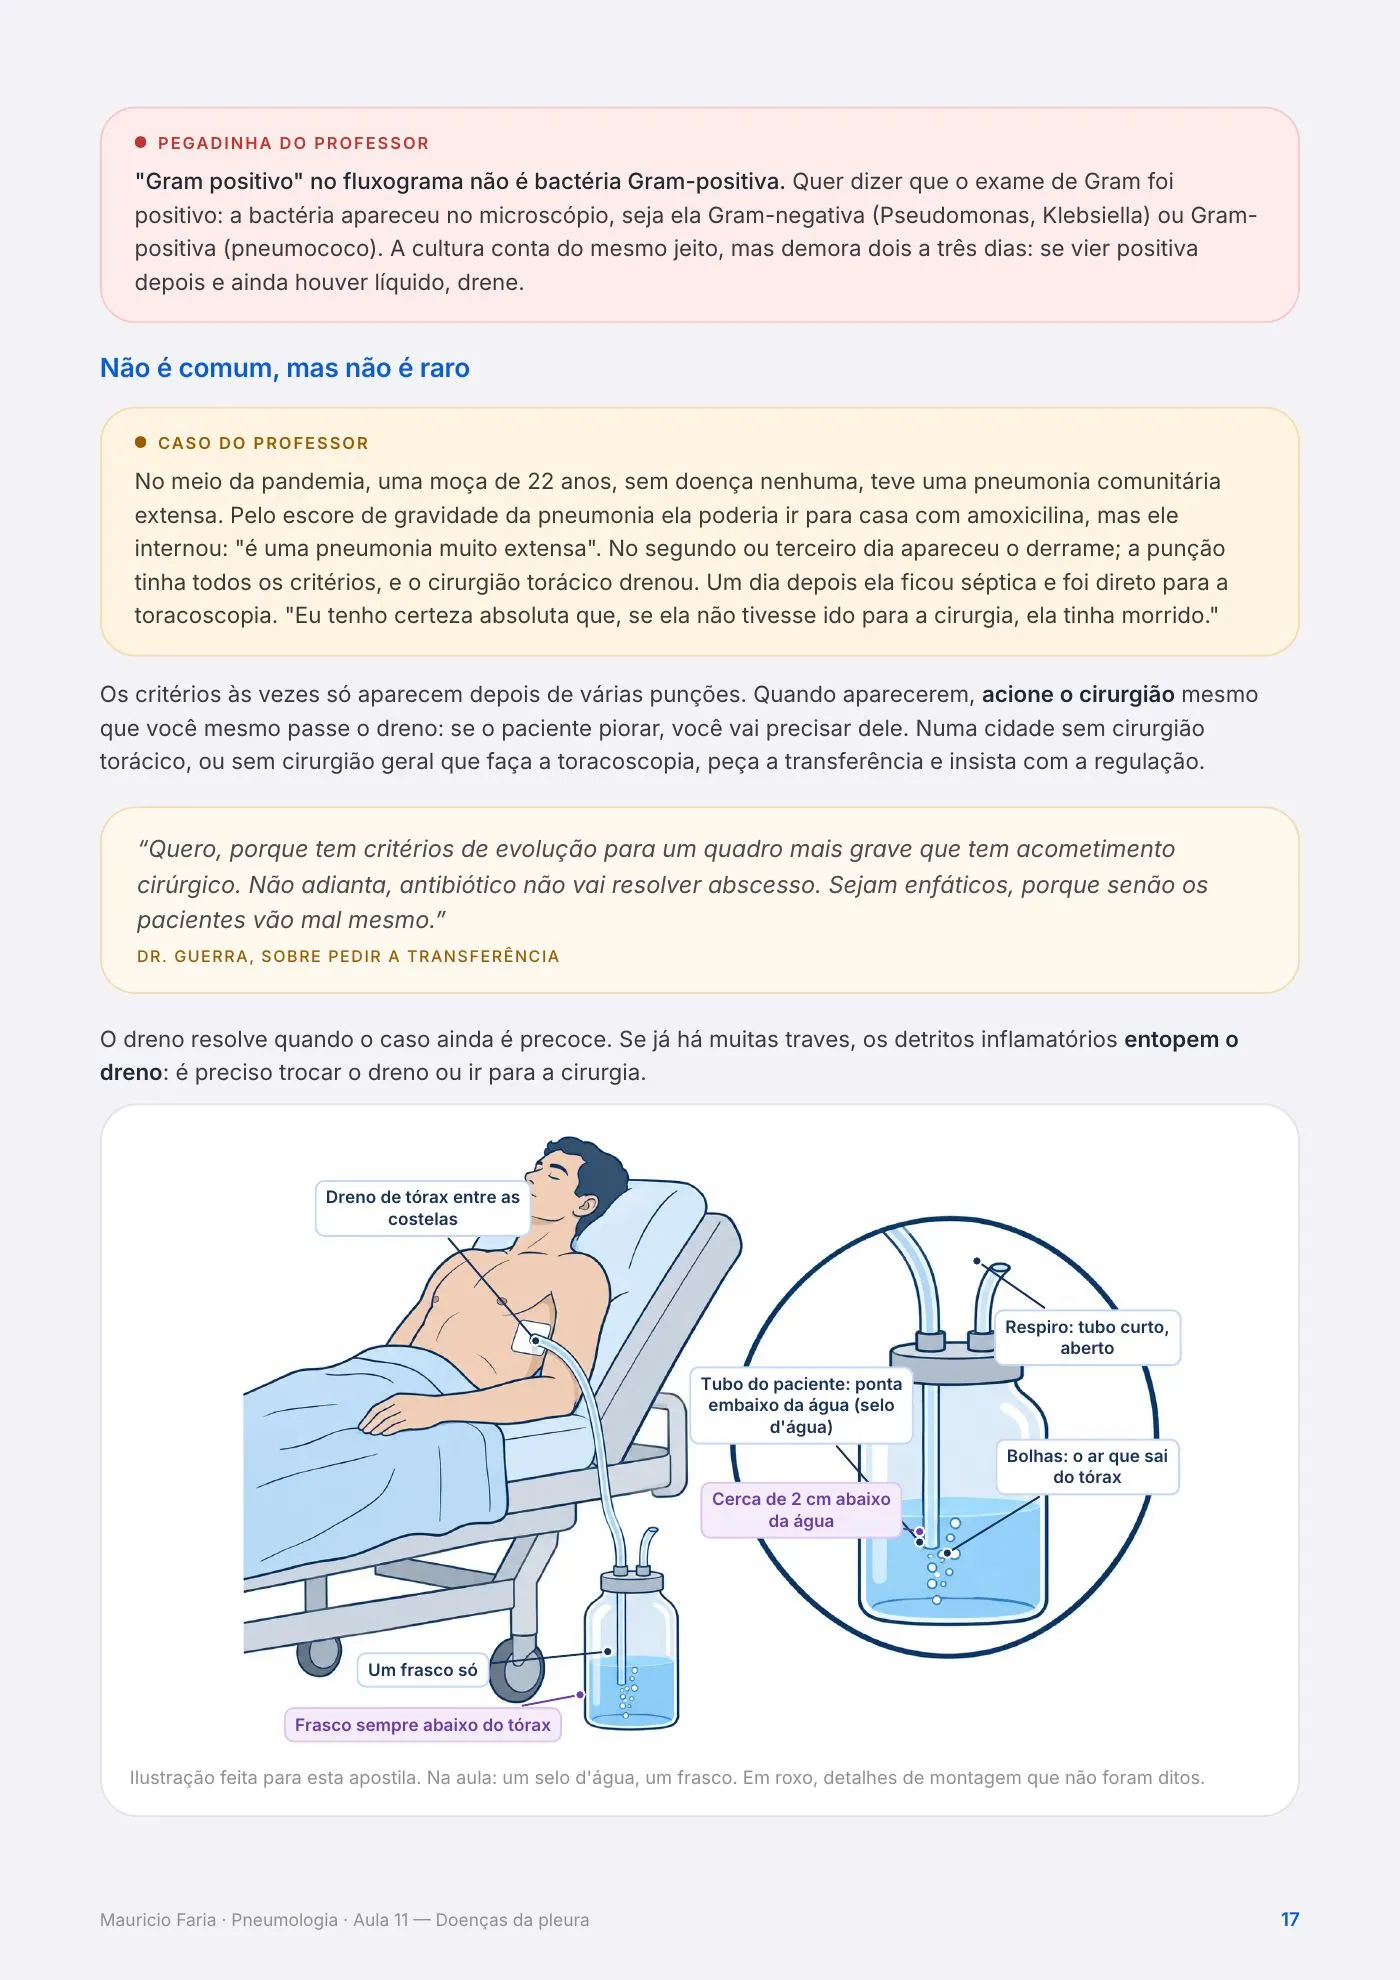 PEGADINHA DO PROFESSOR
"Gram positivo" no fluxograma não é bactéria Gram-positiva. Quer dizer que o exame de Gram foi
positivo: a bactéria apareceu no microscópio, seja ela Gram-negativa (Pseudomonas, Klebsiella) ou Gram-
positiva (pneumococo). A cultura conta do mesmo jeito, mas demora dois a três dias: se vier positiva
depois e ainda houver líquido, drene.
Não é comum, mas não é raro
CASO DO PROFESSOR
No meio da pandemia, uma moça de 22 anos, sem doença nenhuma, teve uma pneumonia comunitária
extensa. Pelo escore de gravidade da pneumonia ela poderia ir para casa com amoxicilina, mas ele
internou: "é uma pneumonia muito extensa". No segundo ou terceiro dia apareceu o derrame; a punção
tinha todos os critérios, e o cirurgião torácico drenou. Um dia depois ela ficou séptica e foi direto para a
toracoscopia. "Eu tenho certeza absoluta que, se ela não tivesse ido para a cirurgia, ela tinha morrido."
Os critérios às vezes só aparecem depois de várias punções. Quando aparecerem, acione o cirurgião mesmo
que você mesmo passe o dreno: se o paciente piorar, você vai precisar dele. Numa cidade sem cirurgião
torácico, ou sem cirurgião geral que faça a toracoscopia, peça a transferência e insista com a regulação.
“Quero, porque tem critérios de evolução para um quadro mais grave que tem acometimento
cirúrgico. Não adianta, antibiótico não vai resolver abscesso. Sejam enfáticos, porque senão os
pacientes vão mal mesmo.”
DR. GUERRA, SOBRE PEDIR A TRANSFERÊNCIA
O dreno resolve quando o caso ainda é precoce. Se já há muitas traves, os detritos inflamatórios entopem o
dreno: é preciso trocar o dreno ou ir para a cirurgia.
Dreno de tórax entre as
costelas
Respiro: tubo curto,
aberto
Tubo do paciente: ponta
embaixo da água (selo
d'água)
Bolhas: o ar que sai
do tórax
Cerca de 2 cm abaixo
da água
Um frasco só
Frasco sempre abaixo do tórax
Ilustração feita para esta apostila. Na aula: um selo d'água, um frasco. Em roxo, detalhes de montagem que não foram ditos.
Mauricio Faria · Pneumologia · Aula 11 — Doenças da pleura
17